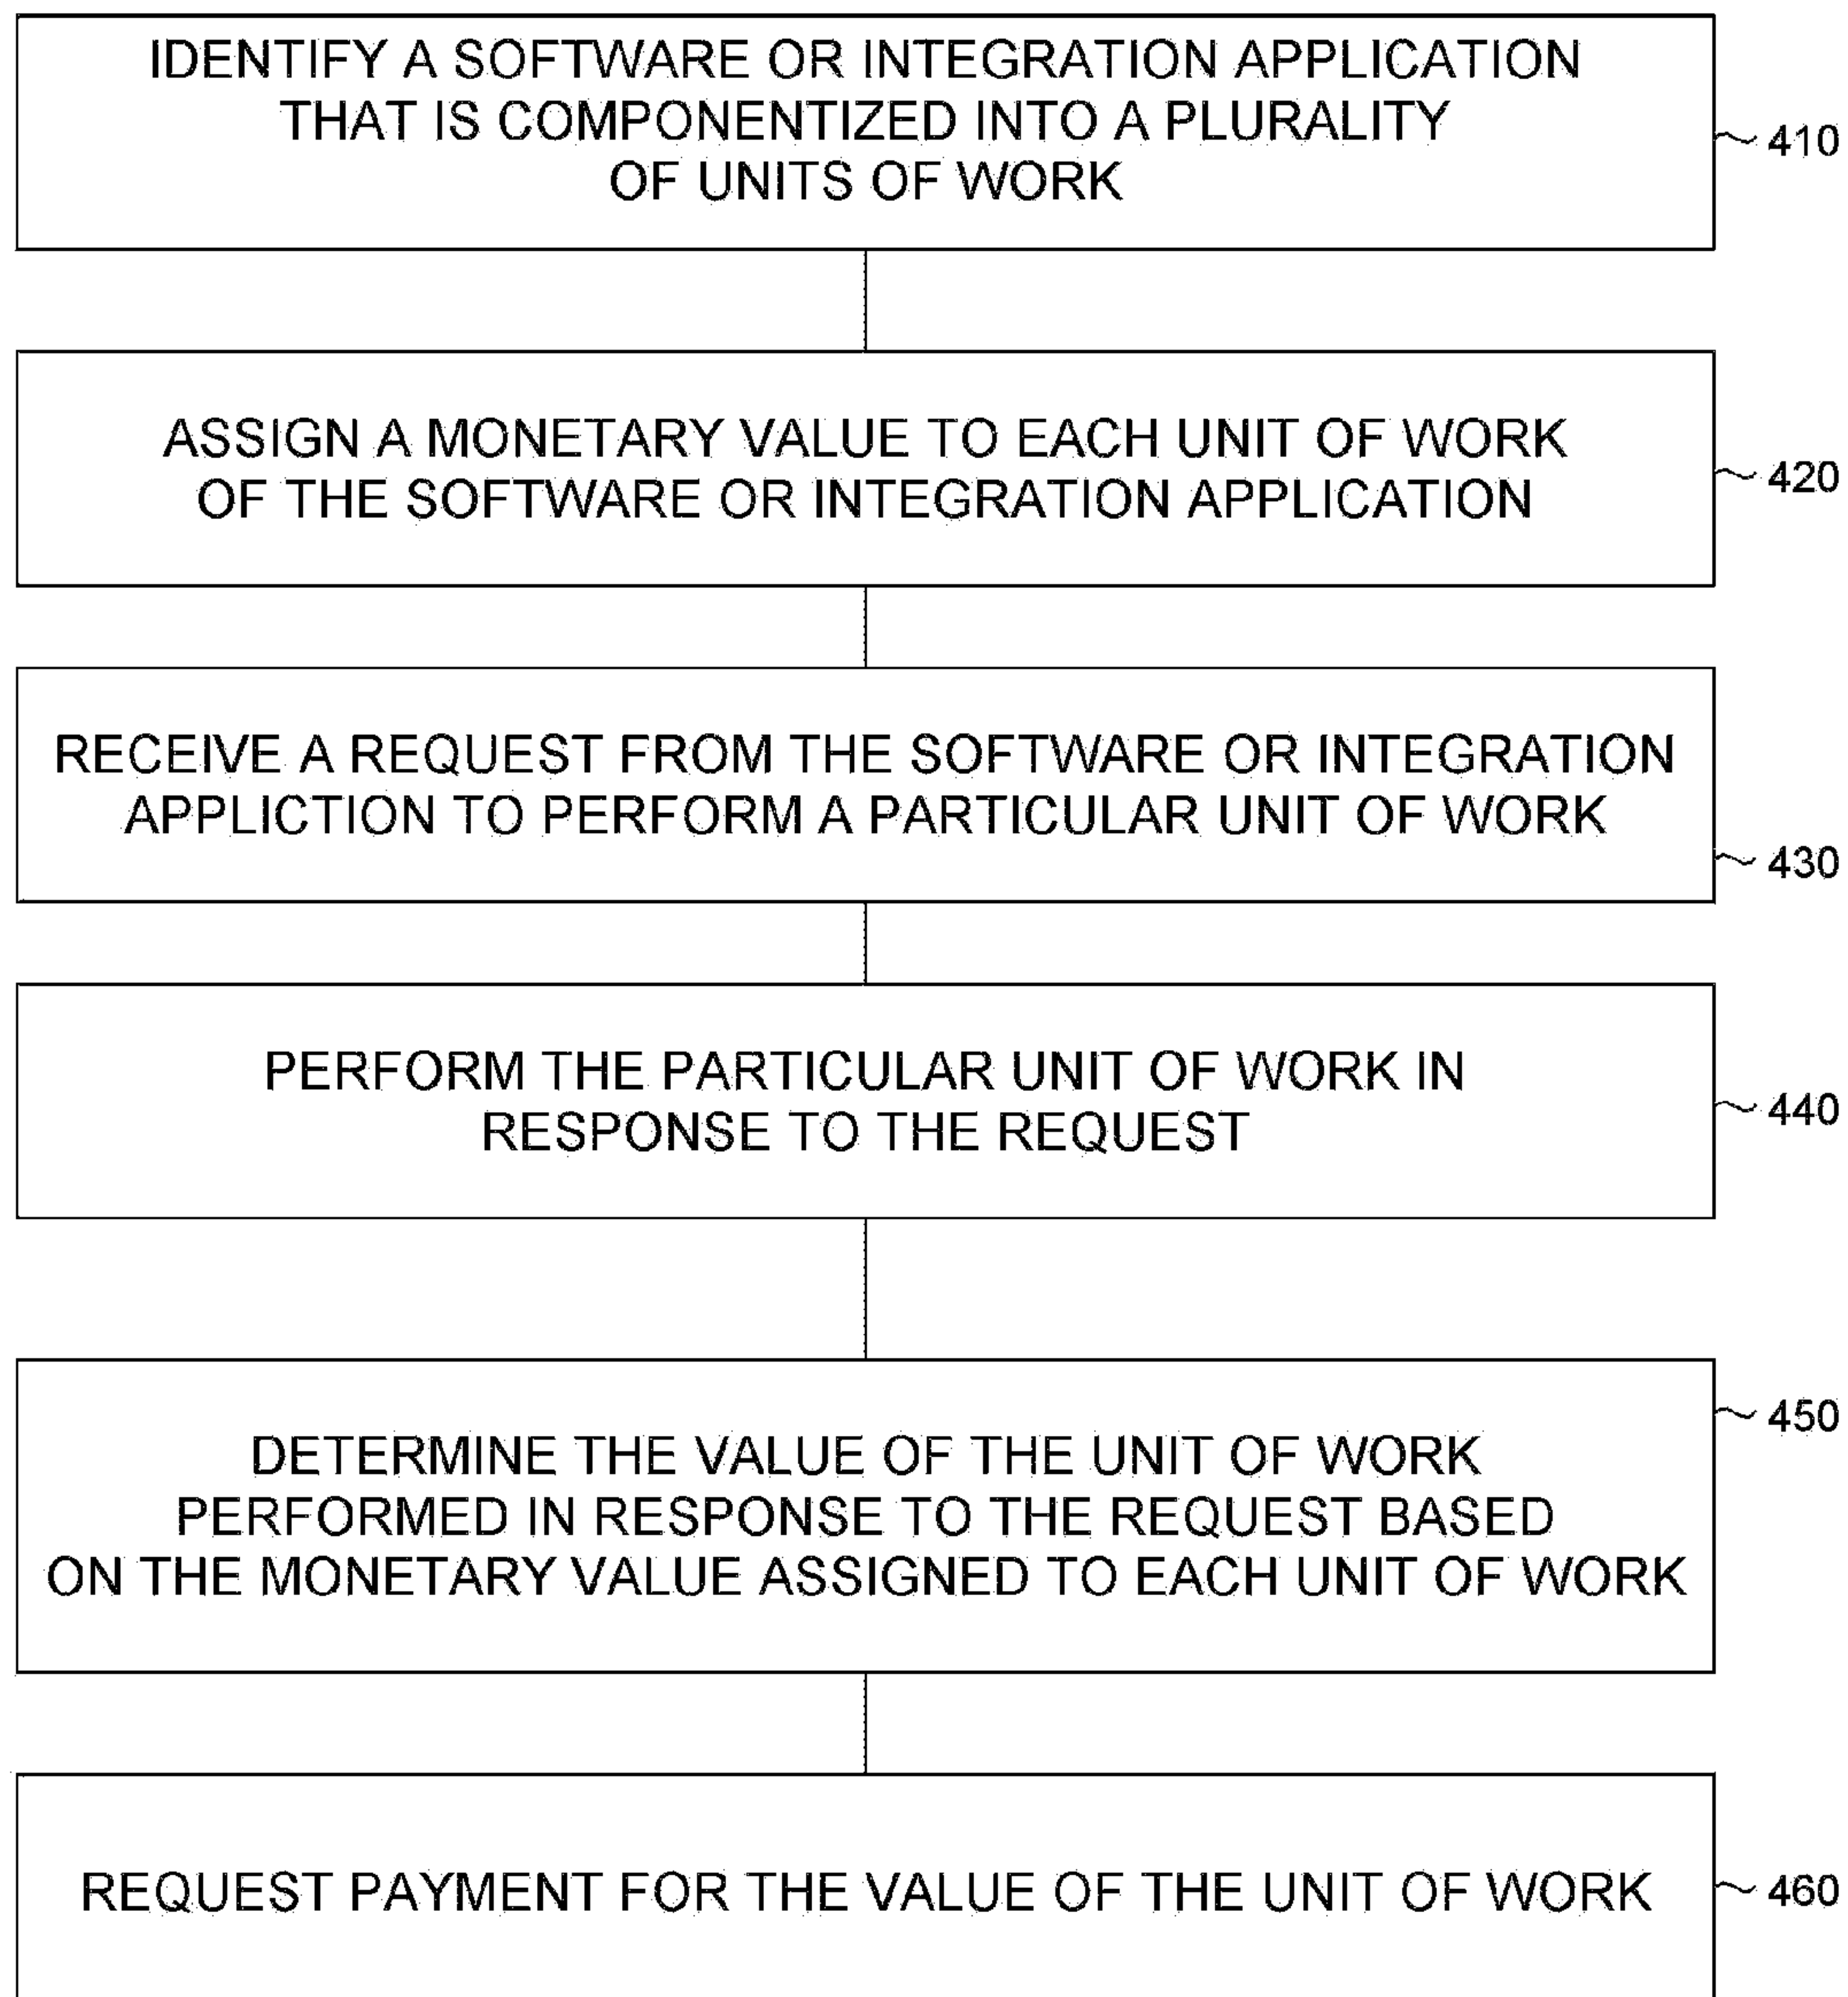 IDENTIFY A SOFTWARE OR INTEGRATION APPLICATION
THAT IS COMPONENTIZED INTO A PLURALITY
OF UNITS OF WORK
410
ASSIGN A MONETARY VALUE TO EACH UNIT OF WORK
OF THE SOFTWARE OR INTEGRATION APPLICATION
420
RECEIVE A REQUEST FROM THE SOFTWARE OR INTEGRATION
APPLICTION TO PERFORM A PARTICULAR UNIT OF WORK
430
PERFORM THE PARTICULAR UNIT OF WORK IN
RESPONSE TO THE REQUEST
440
450
DETERMINE THE VALUE OF THE UNIT OF WORK
PERFORMED IN RESPONSE TO THE REQUEST BASED
ON THE MONETARY VALUE ASSIGNED TO EACH UNIT OF WORK
REQUEST PAYMENT FOR THE VALUE OF THE UNIT OF WORK
460